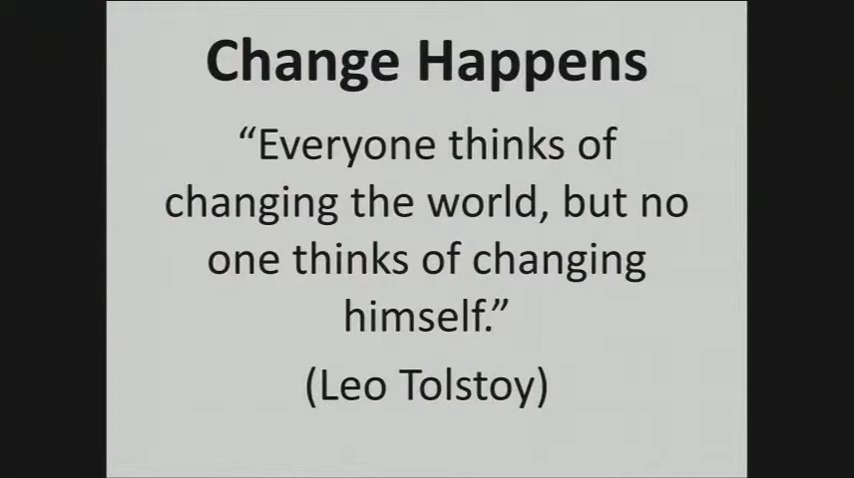 Change Happens
“Everyone thinks of
changing the world, but no
one thinks of changing
himself.”
(Leo Tolstoy)